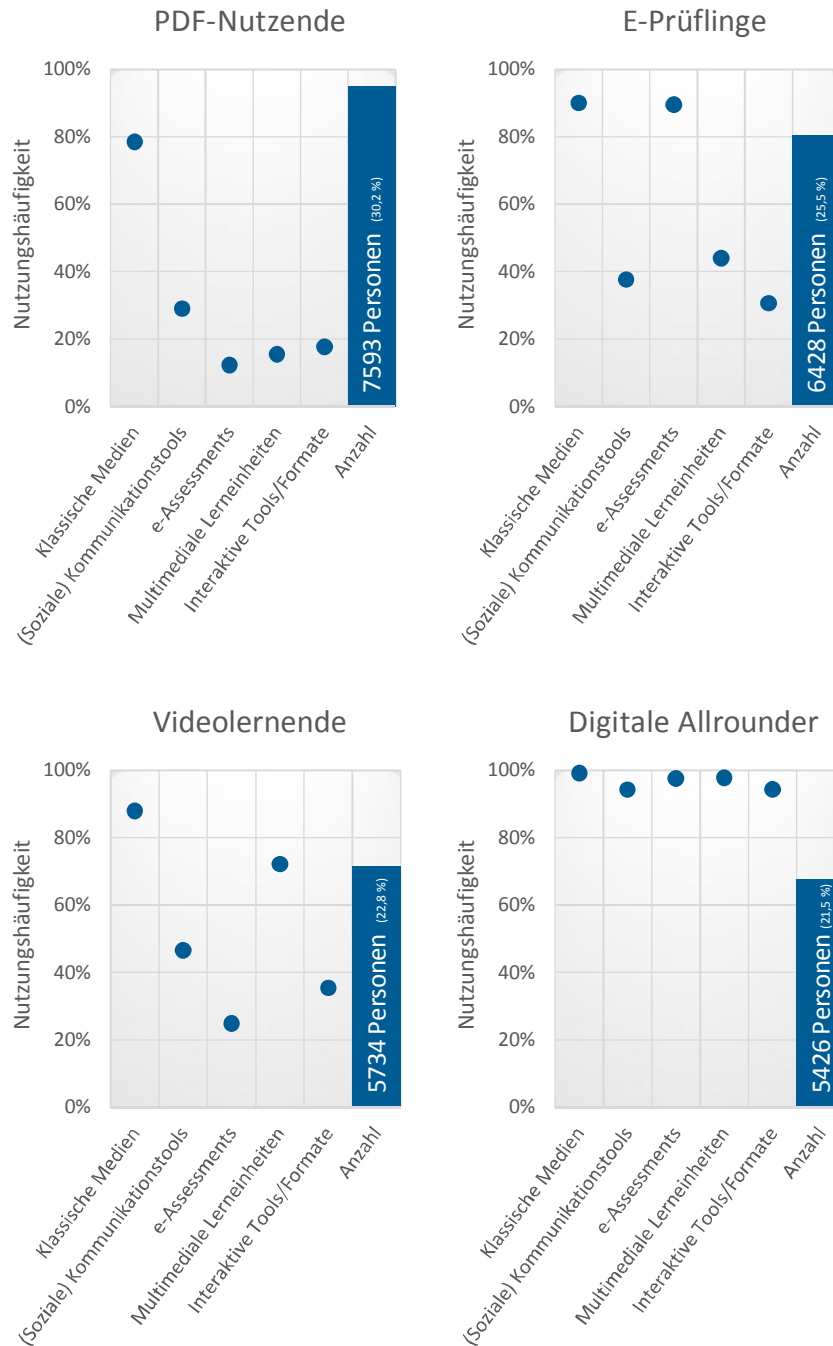 PDF-Nutzende
100%
80%
60%
40%
20%
0%
Nutzungshäufigkeit
7593 Personen (30,2 %)
Klassische Medien
(Soziale) Kommunikationstools
e-Assessments
Multimediale Lerneinheiten
Interaktive Tools/Formate
Anzahl
E-Prüflinge
100%
80%
60%
40%
20%
0%
Nutzungshäufigkeit
6428 Personen (25,5 %)
Klassische Medien
(Soziale) Kommunikationstools
e-Assessments
Multimediale Lerneinheiten
Interaktive Tools/Formate
Anzahl
Videolernende
100%
80%
60%
40%
20%
0%
Nutzungshäufigkeit
5734 Personen (22,8 %)
Klassische Medien
(Soziale) Kommunikationstools
e-Assessments
Multimediale Lerneinheiten
Interaktive Tools/Formate
Anzahl
Digitale Allrounder
100%
80%
60%
40%
20%
0%
Nutzungshäufigkeit
5426 Personen (21,5 %)
Klassische Medien
(Soziale) Kommunikationstools
e-Assessments
Multimediale Lerneinheiten
Interaktive Tools/Formate
Anzahl